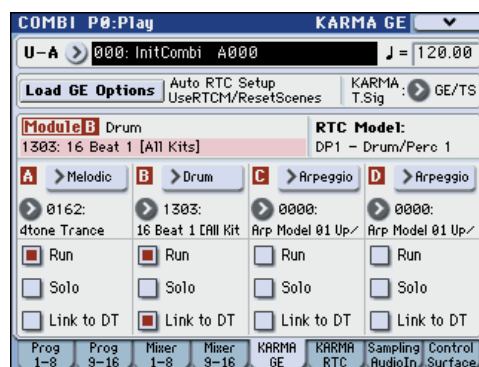 COMBI P0:Play KARMA GE
U-A 000: InitCombi A000 ♩= 120.00
Load GE Options Auto RTC Setup UseRTCM/ResetScenes KARMA T.Sig : GE/TS
Module B Drum RTC Model:
1303: 16 Beat 1 [All Kits] DP1 - Drum/Perc 1
A Melodic B Drum C Arpeggio D Arpeggio
0162: 1303: 0000: 0000:
4tone Trance 16 Beat 1 [All Kit Arp Model 01 Up/ Arp Model 01 Up/
Run Run Run Run
Solo Solo Solo Solo
Link to DT Link to DT Link to DT Link to DT
Prog 1-8 Prog 9-16 Mixer 1-8 Mixer 9-16 KARMA GE KARMA RTC Sampling AudioIn Control Surface